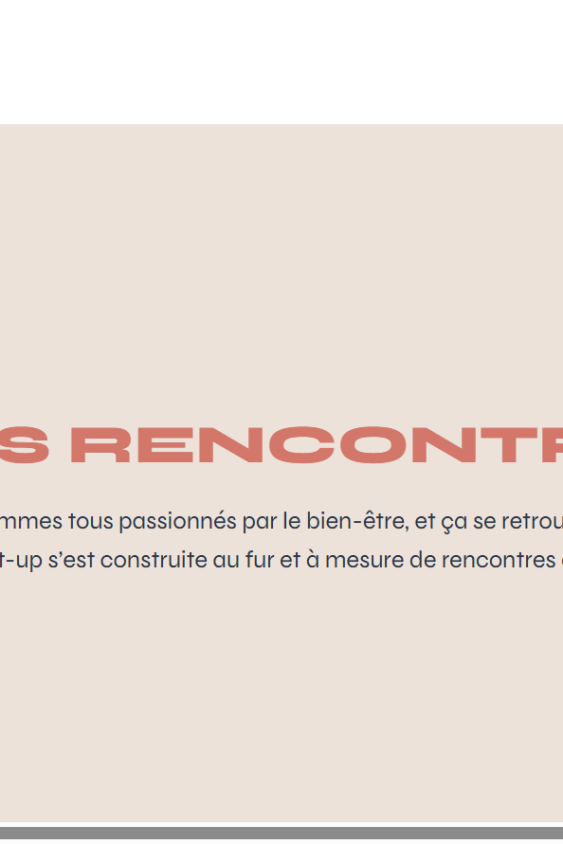 S RENCONTR
mmes tous passionnés par le bien-être, et ça se retrou
t-up s’est construite au fur et à mesure de rencontres